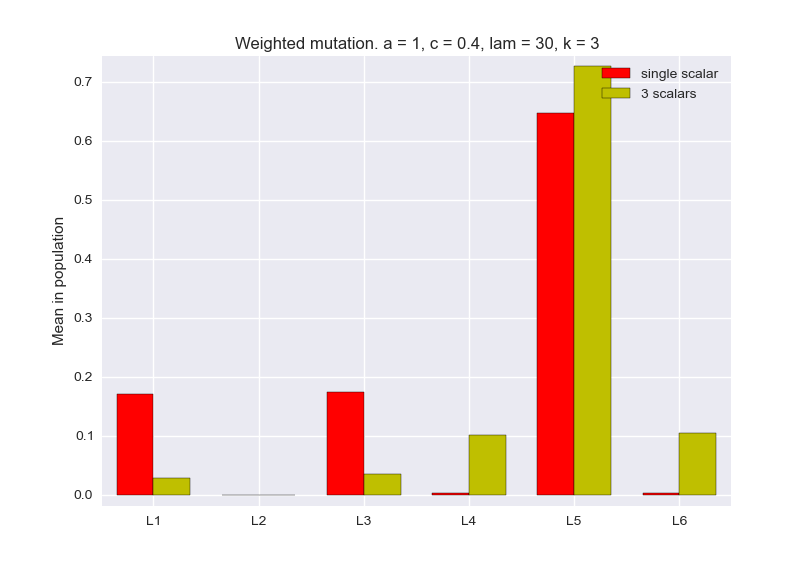 Weighted mutation. a = 1, c = 0.4, lam = 30, k = 3
single scalar
3 scalars
Mean in population
0.7
0.6
0.5
0.4
0.3
0.2
0.1
0.0
L1 L2 L3 L4 L5 L6